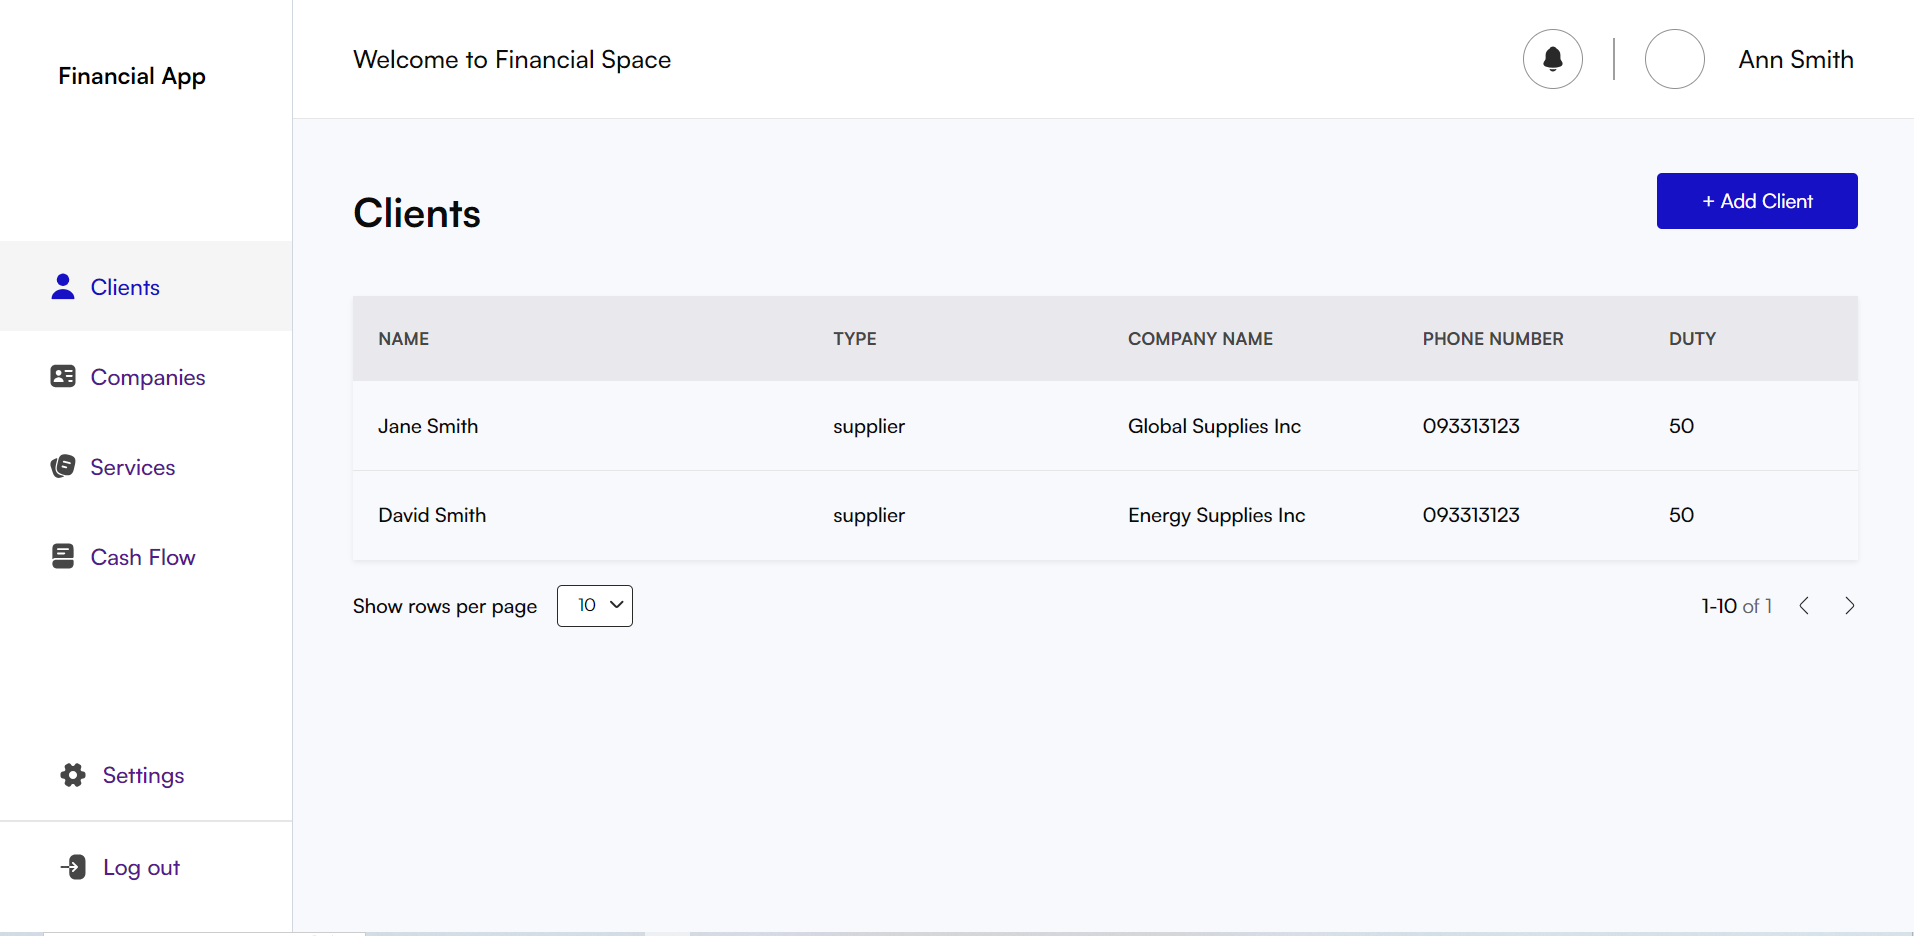 Financial App
Welcome to Financial Space
Ann Smith
Clients
Companies
Services
Cash Flow
Settings
Log out
Clients
+ Add Client
NAME TYPE COMPANY NAME PHONE NUMBER DUTY
Jane Smith supplier Global Supplies Inc 093313123 50
David Smith supplier Energy Supplies Inc 093313123 50
Show rows per page 10 1-10 of 1